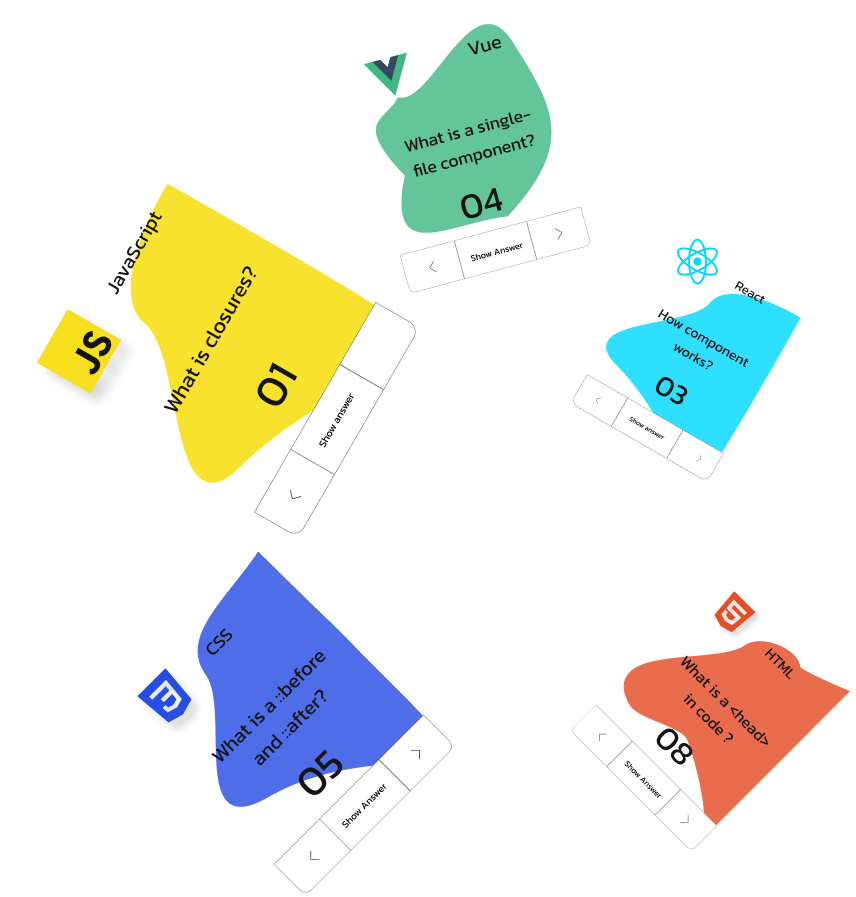 Vue
What is a single-
file component?
04
Show Answer
JavaScript
JS
What is closures?
01
Show answer
React
How component
works?
03
Show answer
CSS
3
What is a ::before
and ::after?
05
Show Answer
5
HTML
What is a <head>
in code ?
08
Show Answer